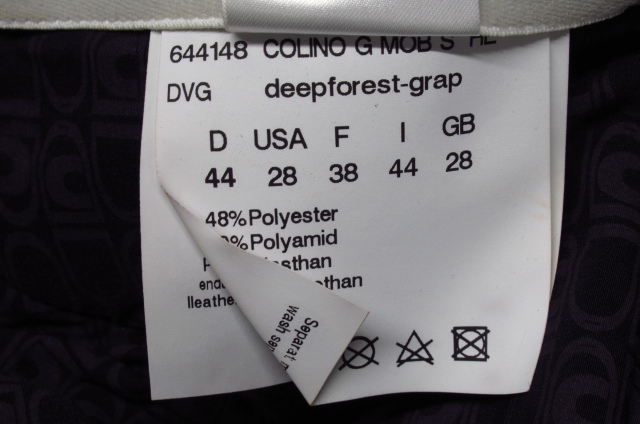 644148 COLINO G MOB S HL
DVG deepforest-grap
D USA F I GB
44 28 38 44 28
48%Polyester
%Polyamid
sthan
than
Separat
wash